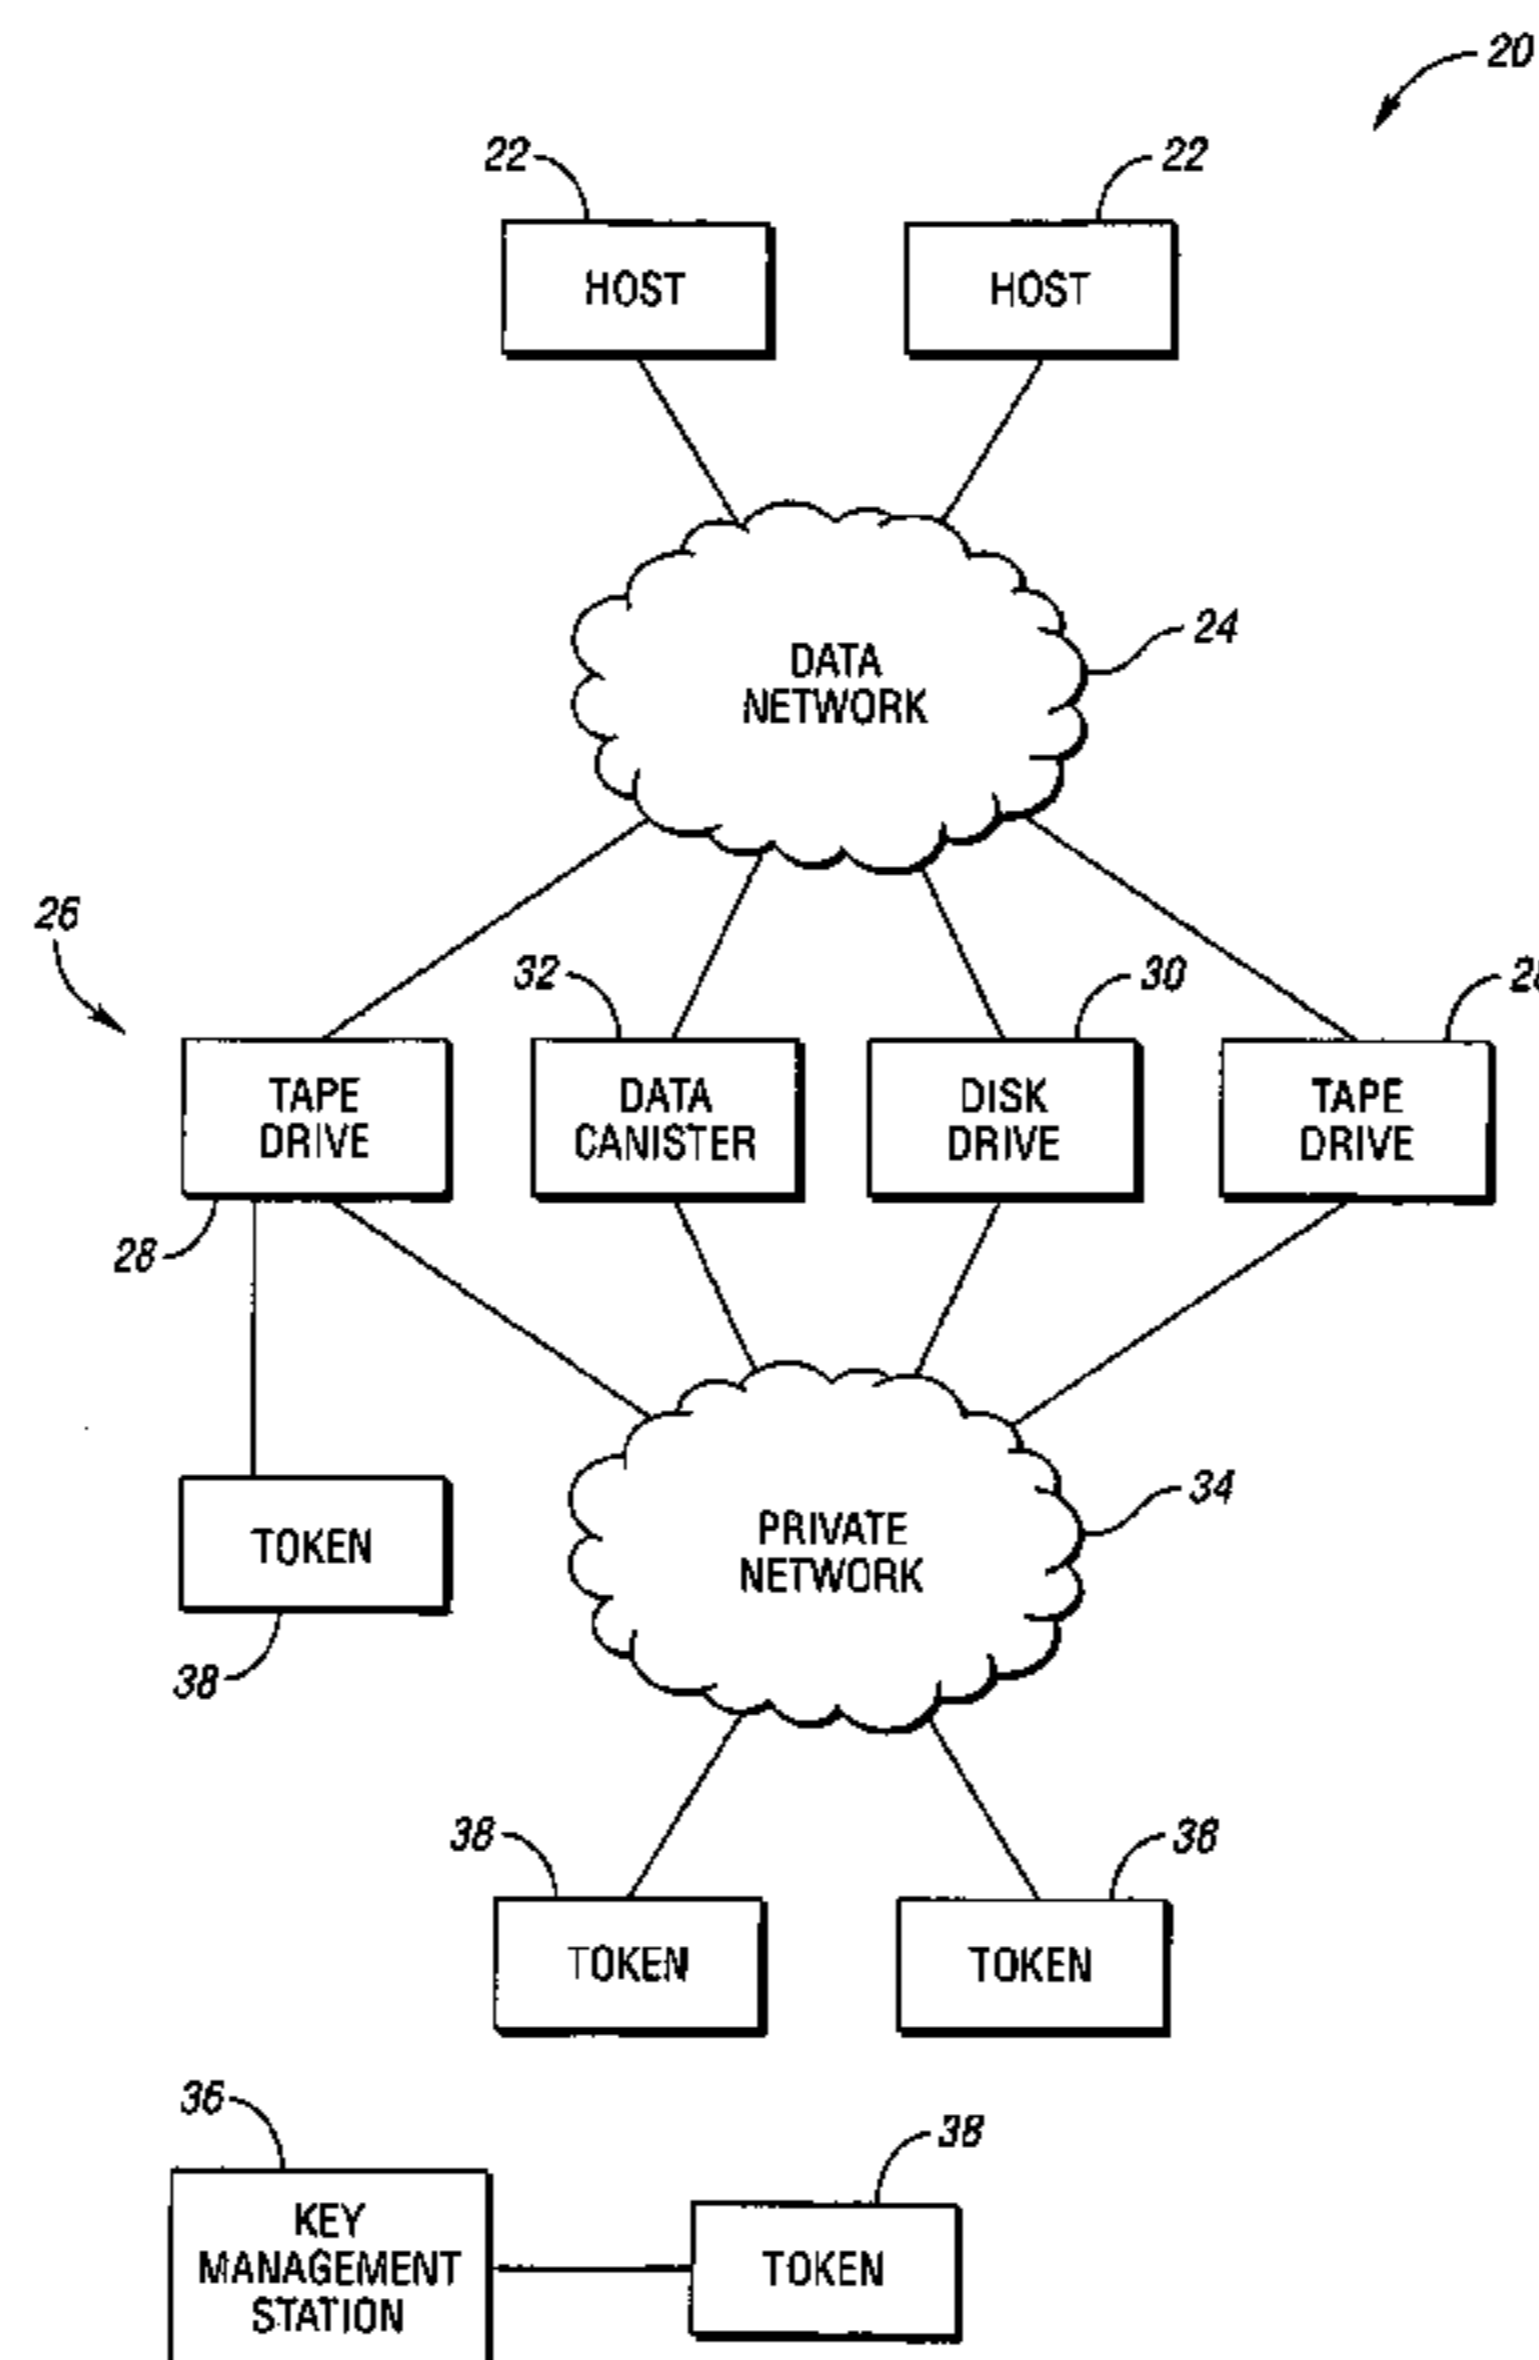 20
22
22
HOST
HOST
DATA
NETWORK
24
26
32
30
TAPE
DRIVE
DATA
CANISTER
DISK
DRIVE
TAPE
DRIVE
28
PRIVATE
NETWORK
34
TOKEN
38
38
38
TOKEN
TOKEN
36
38
KEY
MANAGEMENT
STATION
TOKEN